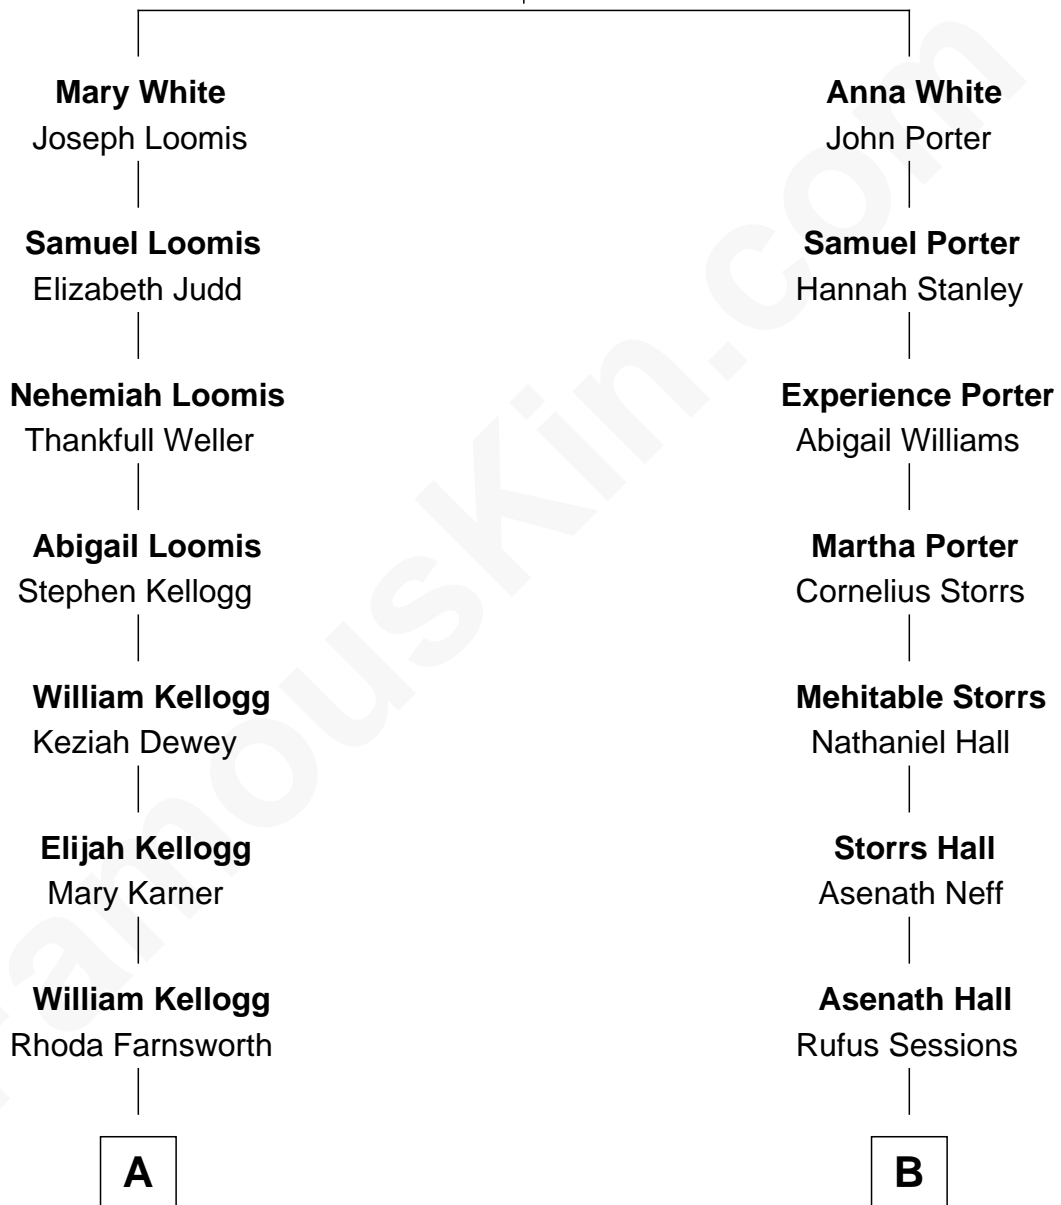 Mary White
Joseph Loomis
Samuel Loomis
Elizabeth Judd
Nehemiah Loomis
Thankfull Weller
Abigail Loomis
Stephen Kellogg
William Kellogg
Keziah Dewey
Elijah Kellogg
Mary Karner
William Kellogg
Rhoda Farnsworth
A
Anna White
John Porter
Samuel Porter
Hannah Stanley
Experience Porter
Abigail Williams
Martha Porter
Cornelius Storrs
Mehitable Storrs
Nathaniel Hall
Storrs Hall
Asenath Neff
Asenath Hall
Rufus Sessions
B
FamousKin.com